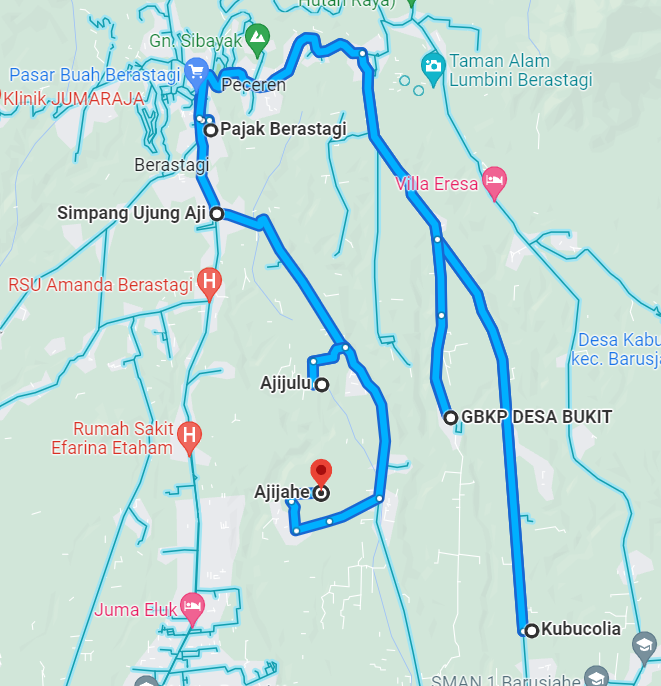 Hutan Raya)
Gn. Sibayak
Taman Alam
Lumbini Berastagi
Pasar Buah Berastagi
Peceren
Klinik JUMARAJA
Pajak Berastagi
Berastagi
Villa Eresa
Simpang Ujung Aji
RSU Amanda Berastagi
Desa Kabu
kec. Barusja
Ajijulu
GBKP DESA BUKIT
Rumah Sakit
Efarina Etaham
Ajijahe
Juma Eluk
Kubucolia
SMAN 1 Barusjahe